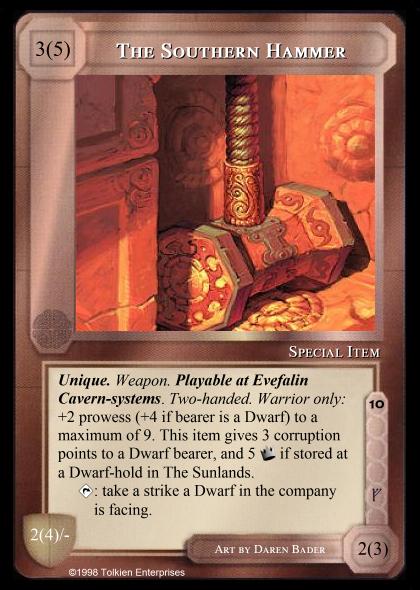 3(5)
The Southern Hammer
Special Item
Unique. Weapon. Playable at Evefalin
Cavern-systems. Two-handed. Warrior only:
+2 prowess (+4 if bearer is a Dwarf) to a
maximum of 9. This item gives 3 corruption
points to a Dwarf bearer, and 5 if stored at
a Dwarf-hold in The Sunlands.
: take a strike a Dwarf in the company
is facing.
10
ᚠ
2(4)/-
Art by Daren Bader
2(3)
©1998 Tolkien Enterprises